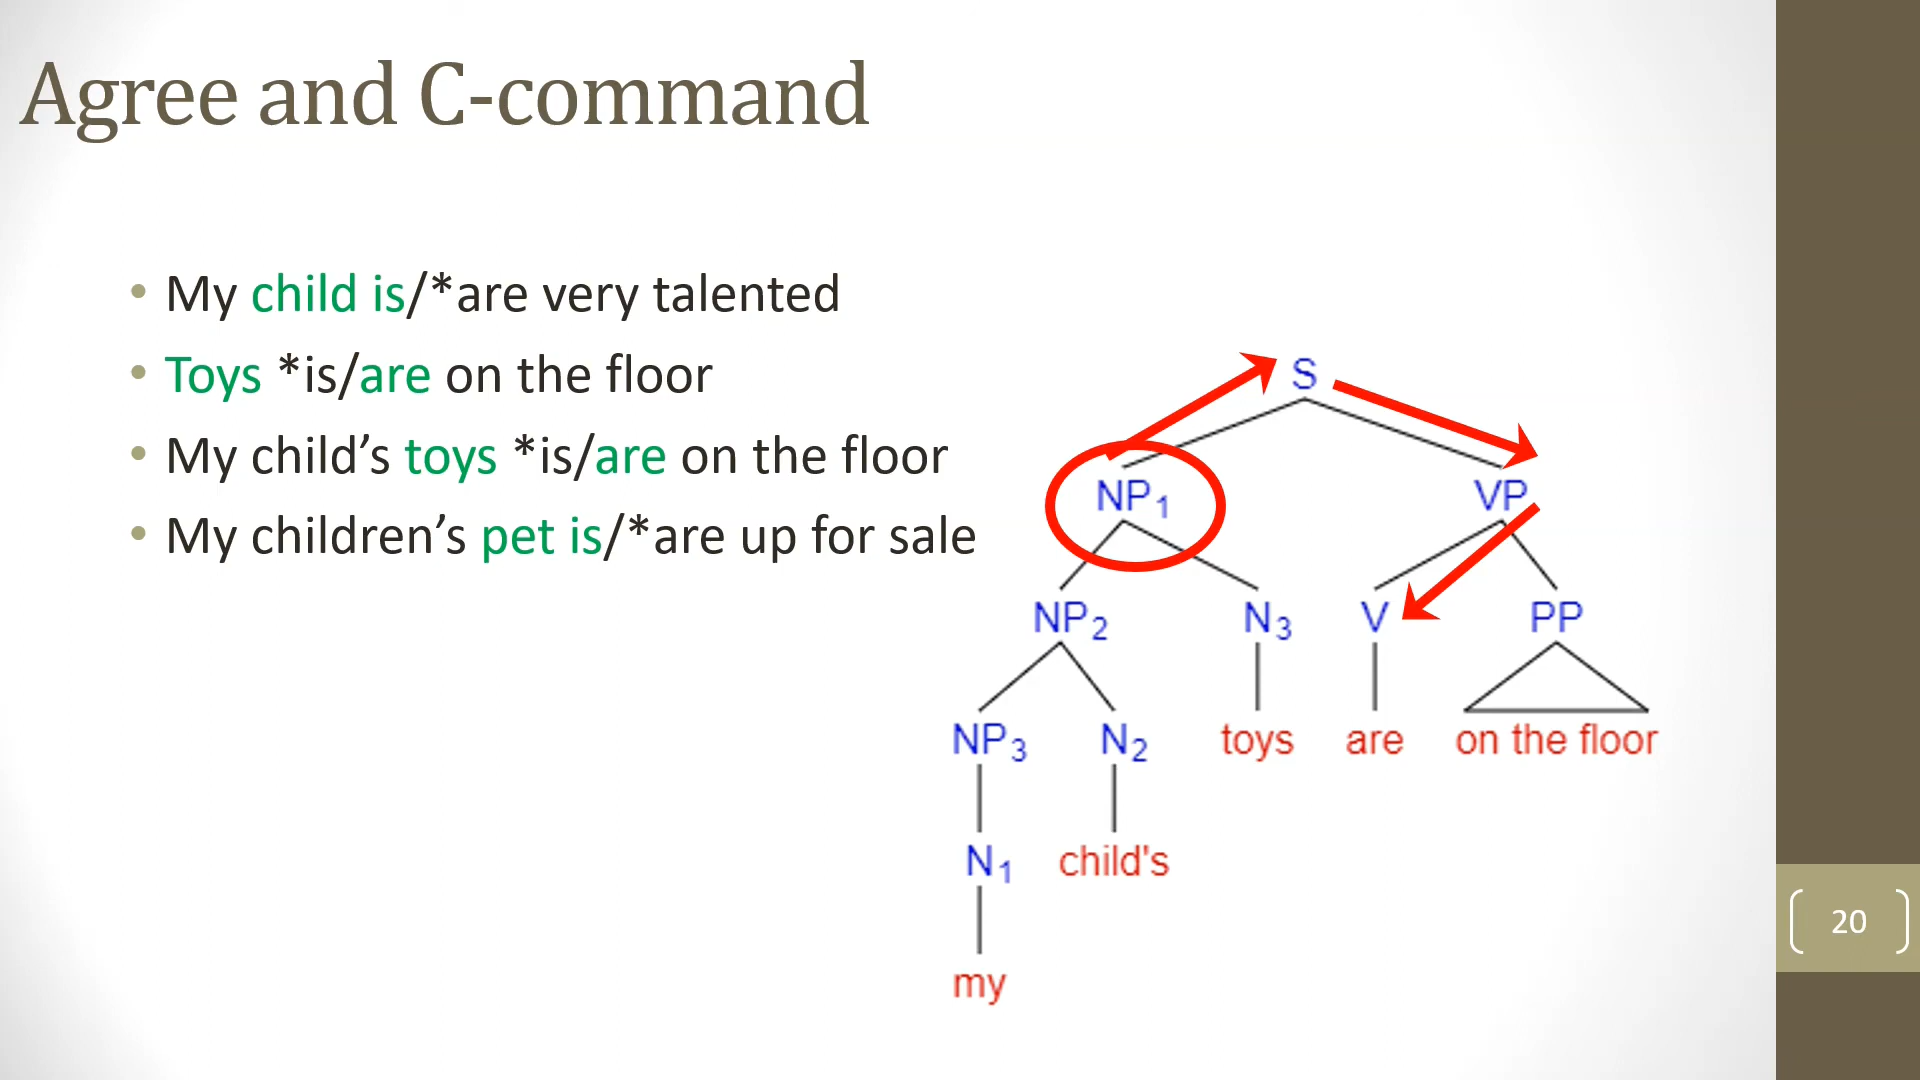 Agree and C-command
• My child is/*are very talented
• Toys *is/are on the floor
• My child’s toys *is/are on the floor
• My children’s pet is/*are up for sale
S
NP₁ VP
NP₂ N₃ V PP
NP₃ N₂ toys are on the floor
N₁ child's
my
20